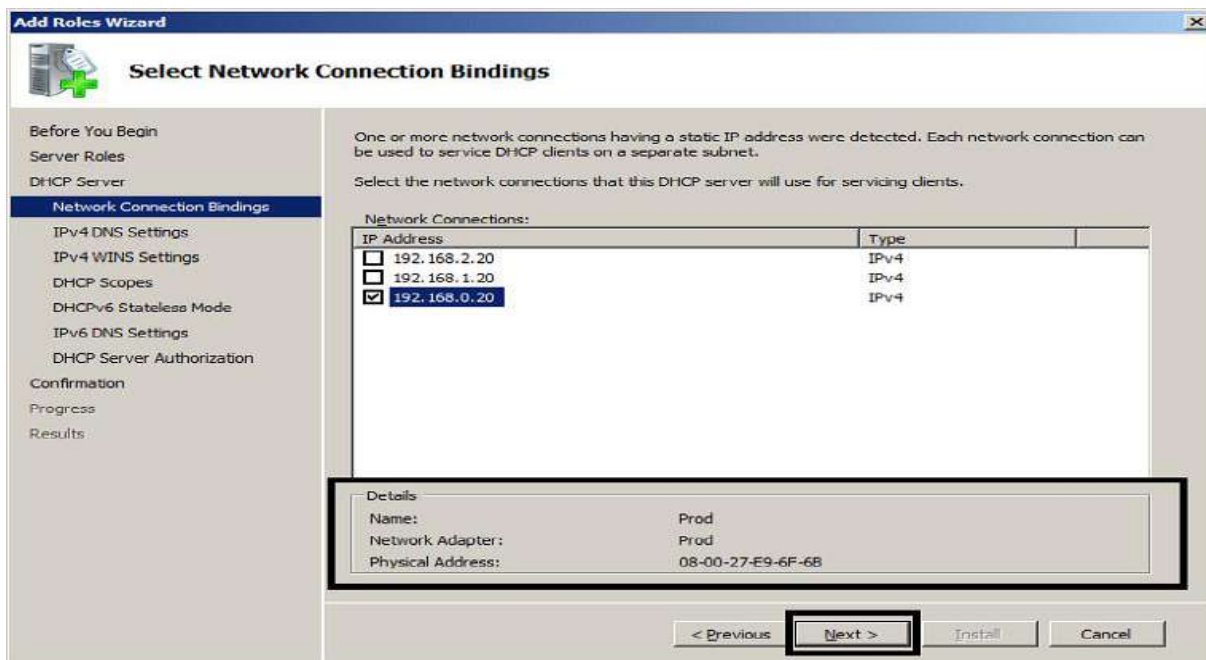 Add Roles Wizard
Select Network Connection Bindings
Before You Begin
Server Roles
DHCP Server
Network Connection Bindings
IPv4 DNS Settings
IPv4 WINS Settings
DHCP Scopes
DHCPv6 Stateless Mode
IPv6 DNS Settings
DHCP Server Authorization
Confirmation
Progress
Results
One or more network connections having a static IP address were detected. Each network connection can
be used to service DHCP clients on a separate subnet.
Select the network connections that this DHCP server will use for servicing clients.
Network Connections:
IP Address Type
192.168.2.20 IPv4
192.168.1.20 IPv4
192.168.0.20 IPv4
Details
Name: Prod
Network Adapter: Prod
Physical Address: 08-00-27-E9-6F-6B
< Previous Next > Install Cancel